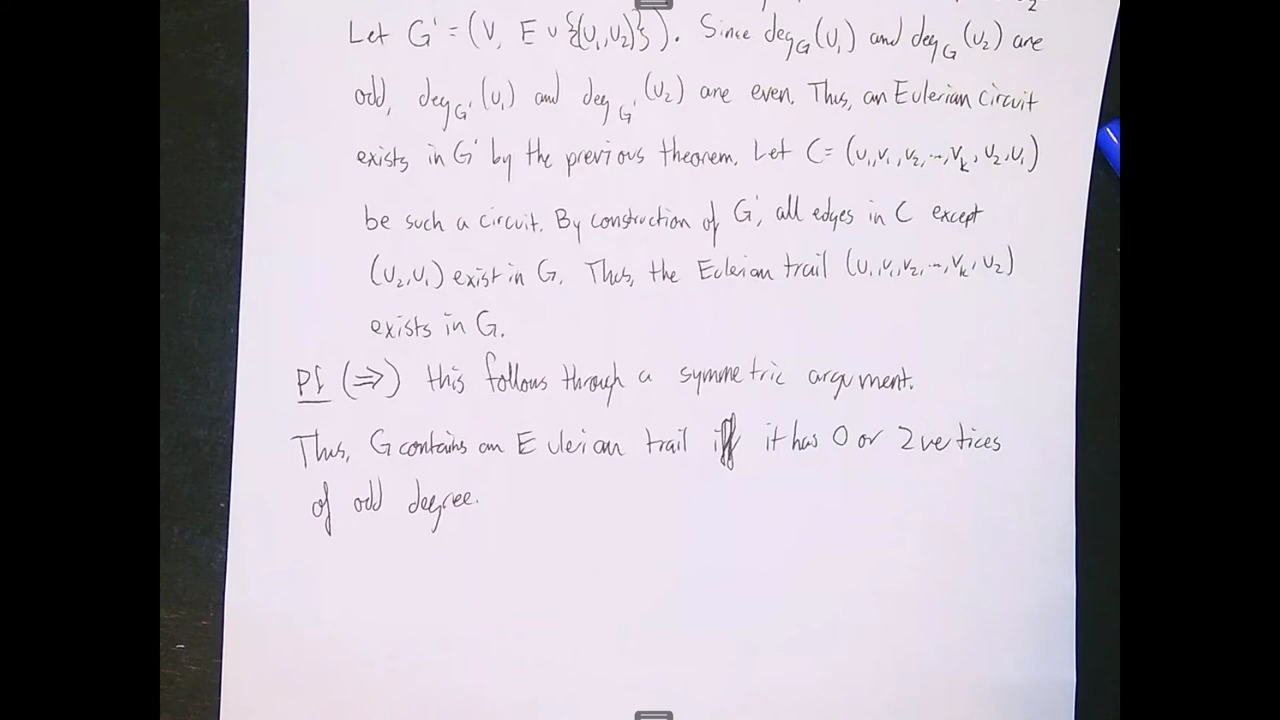 2
Let G' = (V, E ∪ {(U₁,U₂)}). Since deg_G(U₁) and deg_G(U₂) are
odd, deg_G'(U₁) and deg_G'(U₂) are even. Thus, an Eulerian Circuit
exists in G' by the previous theorem. Let C= (U₁,V₁,V₂,...,V_k,U₂,U₁)
be such a circuit. By construction of G', all edges in C except
(U₂,U₁) exist in G. Thus, the Eulerian trail (U₁,V₁,V₂,...,V_k,U₂)
exists in G.
Pf (⇒) this follows through a symmetric argument.
Thus, G contains an Eulerian trail iff it has 0 or 2 vertices
of odd degree.